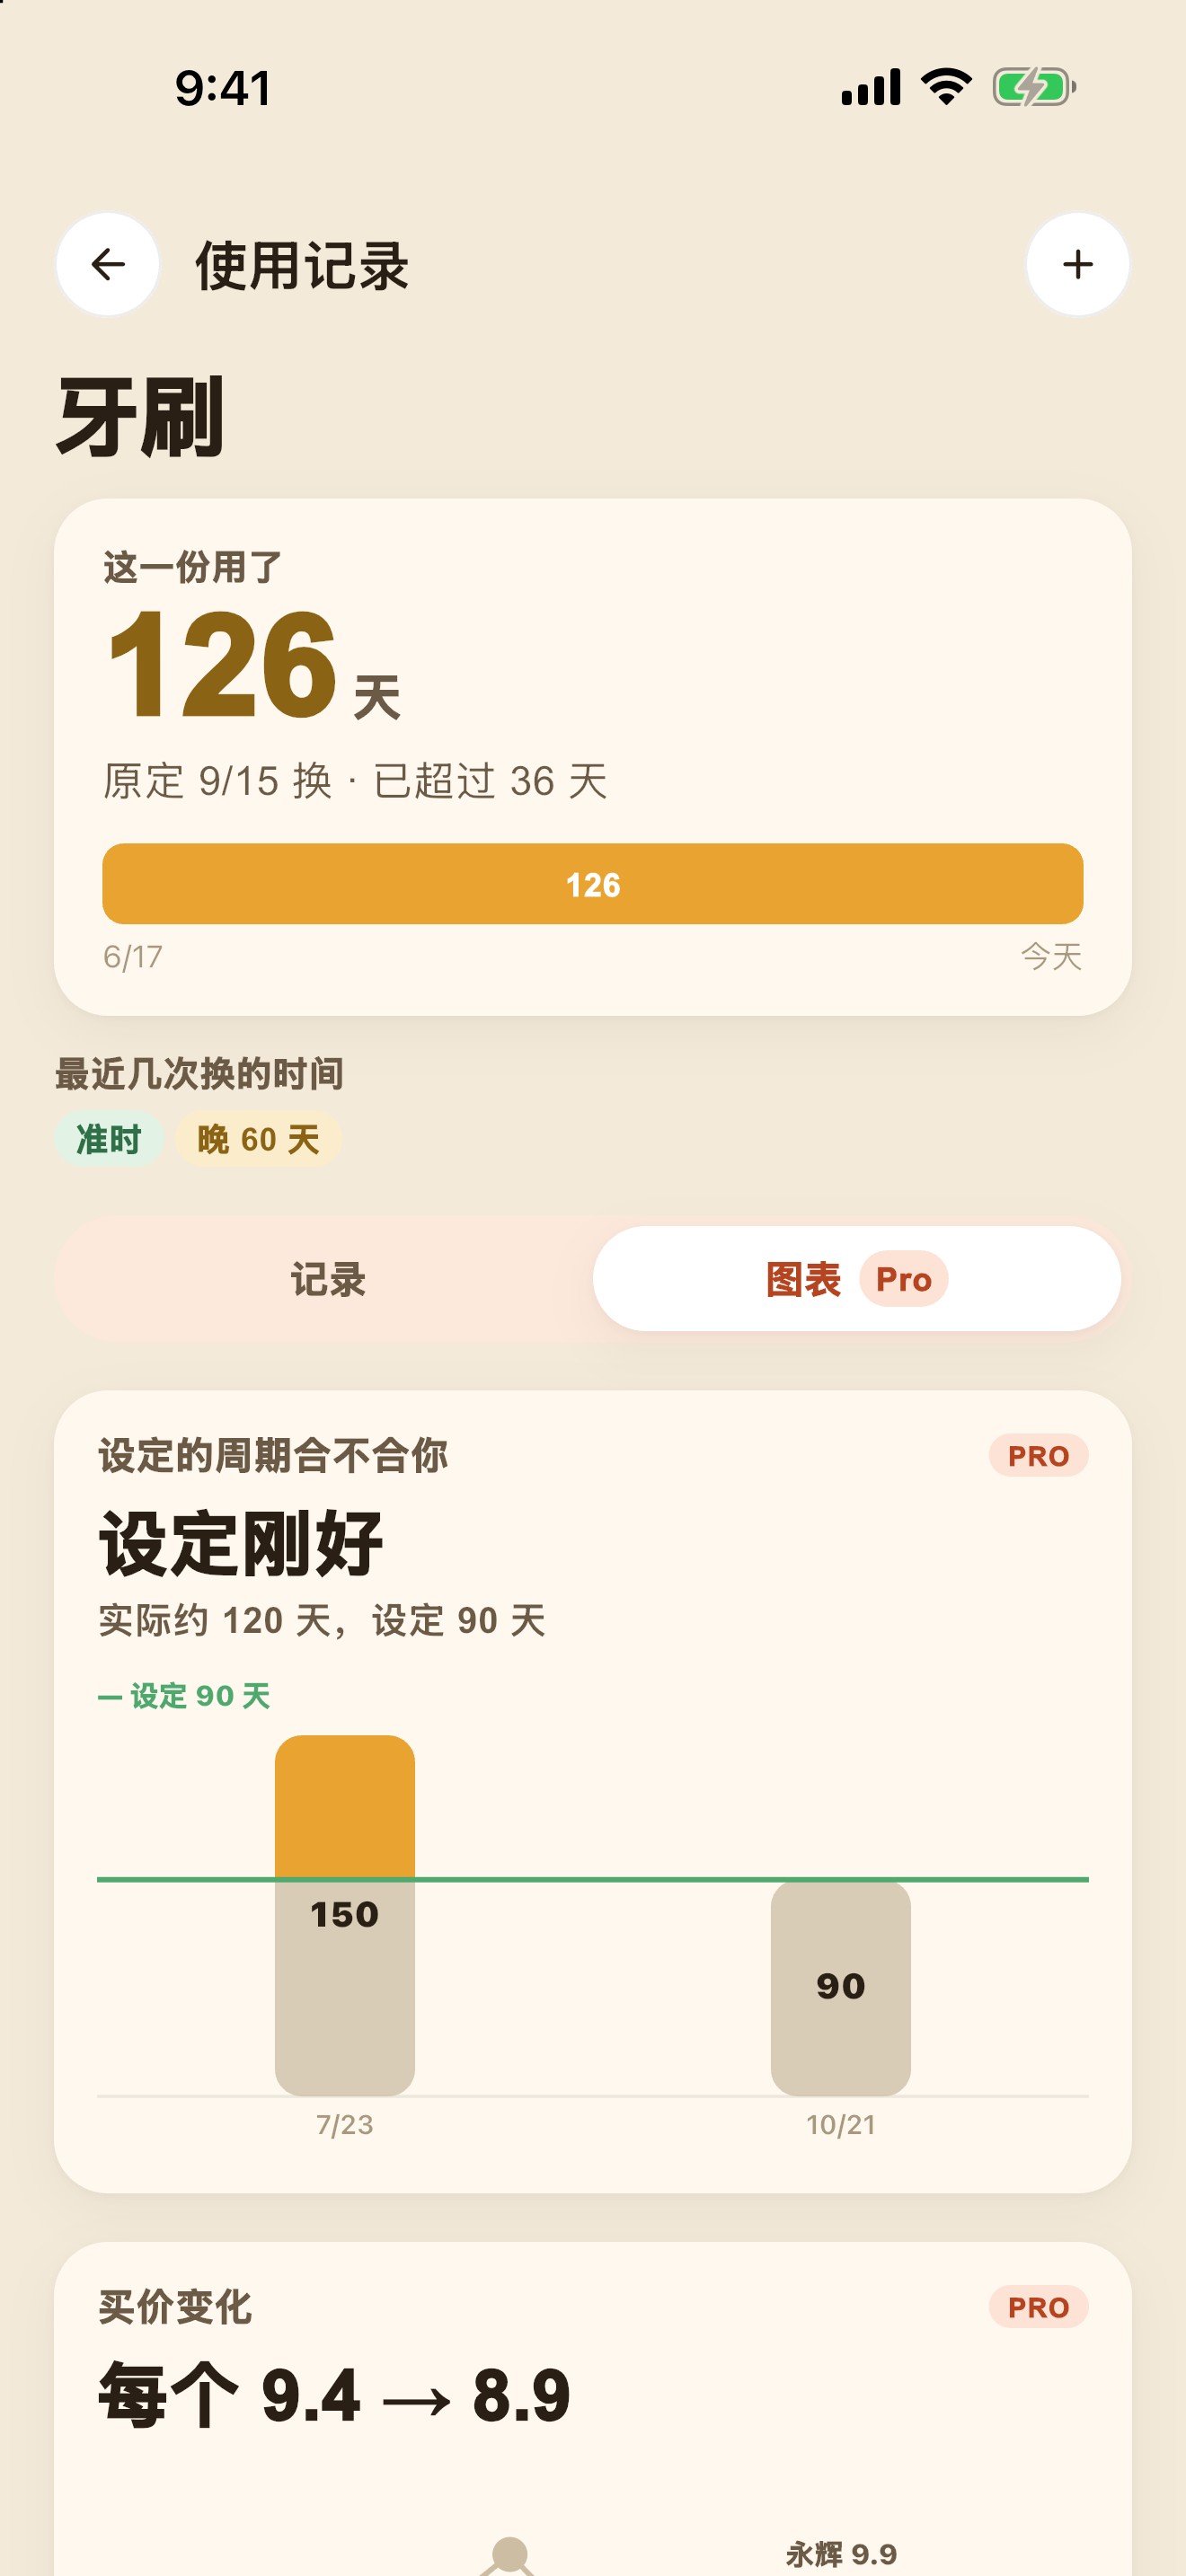 9:41
使用记录
牙刷
这一份用了
126 天
原定 9/15 换 · 已超过 36 天
126
6/17 今天
最近几次换的时间
准时 晚 60 天
记录 图表 Pro
设定的周期合不合你 PRO
设定刚好
实际约 120 天，设定 90 天
— 设定 90 天
150
90
7/23 10/21
买价变化 PRO
每个 9.4 → 8.9
永辉 9.9